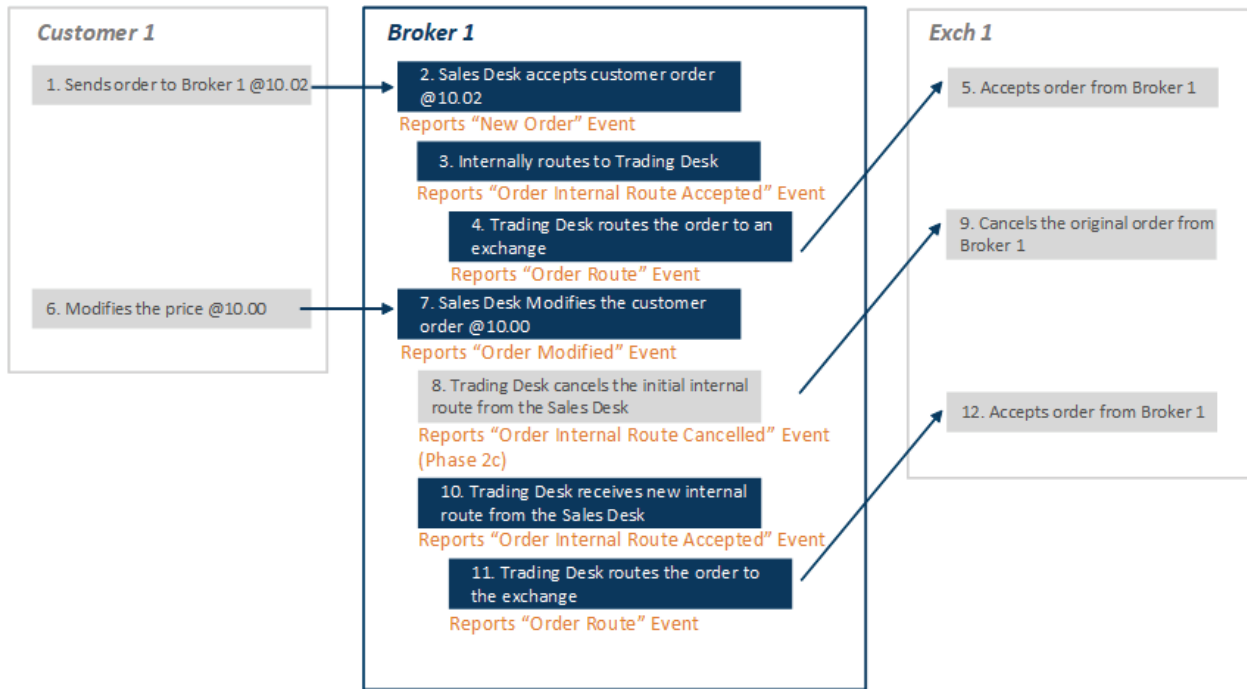 Customer 1
1. Sends order to Broker 1 @10.02
6. Modifies the price @10.00
Broker 1
2. Sales Desk accepts customer order
@10.02
Reports “New Order” Event
3. Internally routes to Trading Desk
Reports “Order Internal Route Accepted” Event
4. Trading Desk routes the order to an
exchange
Reports “Order Route” Event
7. Sales Desk Modifies the customer
order @10.00
Reports “Order Modified” Event
8. Trading Desk cancels the initial internal
route from the Sales Desk
Reports “Order Internal Route Cancelled” Event
(Phase 2c)
10. Trading Desk receives new internal
route from the Sales Desk
Reports “Order Internal Route Accepted” Event
11. Trading Desk routes the order to
the exchange
Reports “Order Route” Event
Exch 1
5. Accepts order from Broker 1
9. Cancels the original order from
Broker 1
12. Accepts order from Broker 1